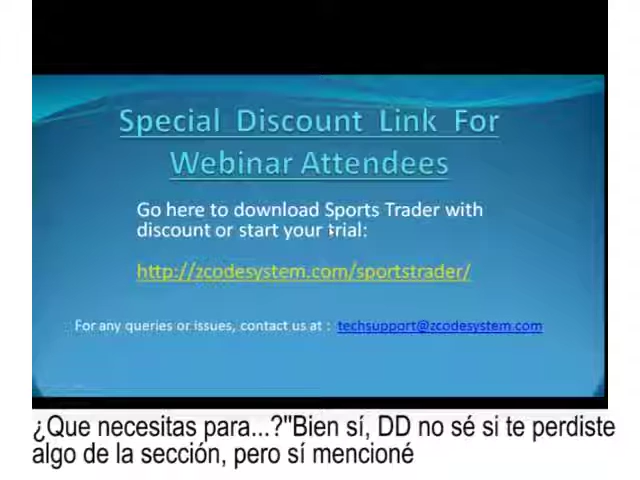 Special Discount Link For
Webinar Attendees
Go here to download Sports Trader with
discount or start your trial:
http://zcodesystem.com/sportstrader/
For any queries or issues, contact us at : techsupport@zcodesystem.com
¿Que necesitas para...?"Bien sí, DD no sé si te perdiste
algo de la sección, pero sí mencioné